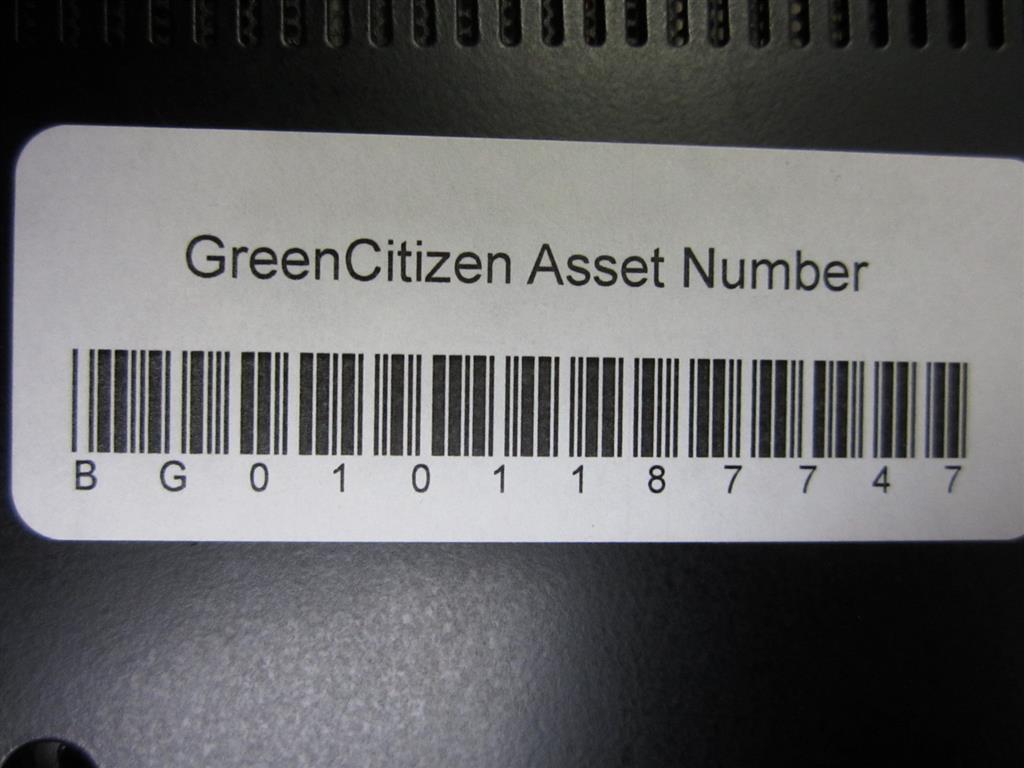 GreenCitizen Asset Number
B G 0 1 0 1 1 8 7 7 4 7